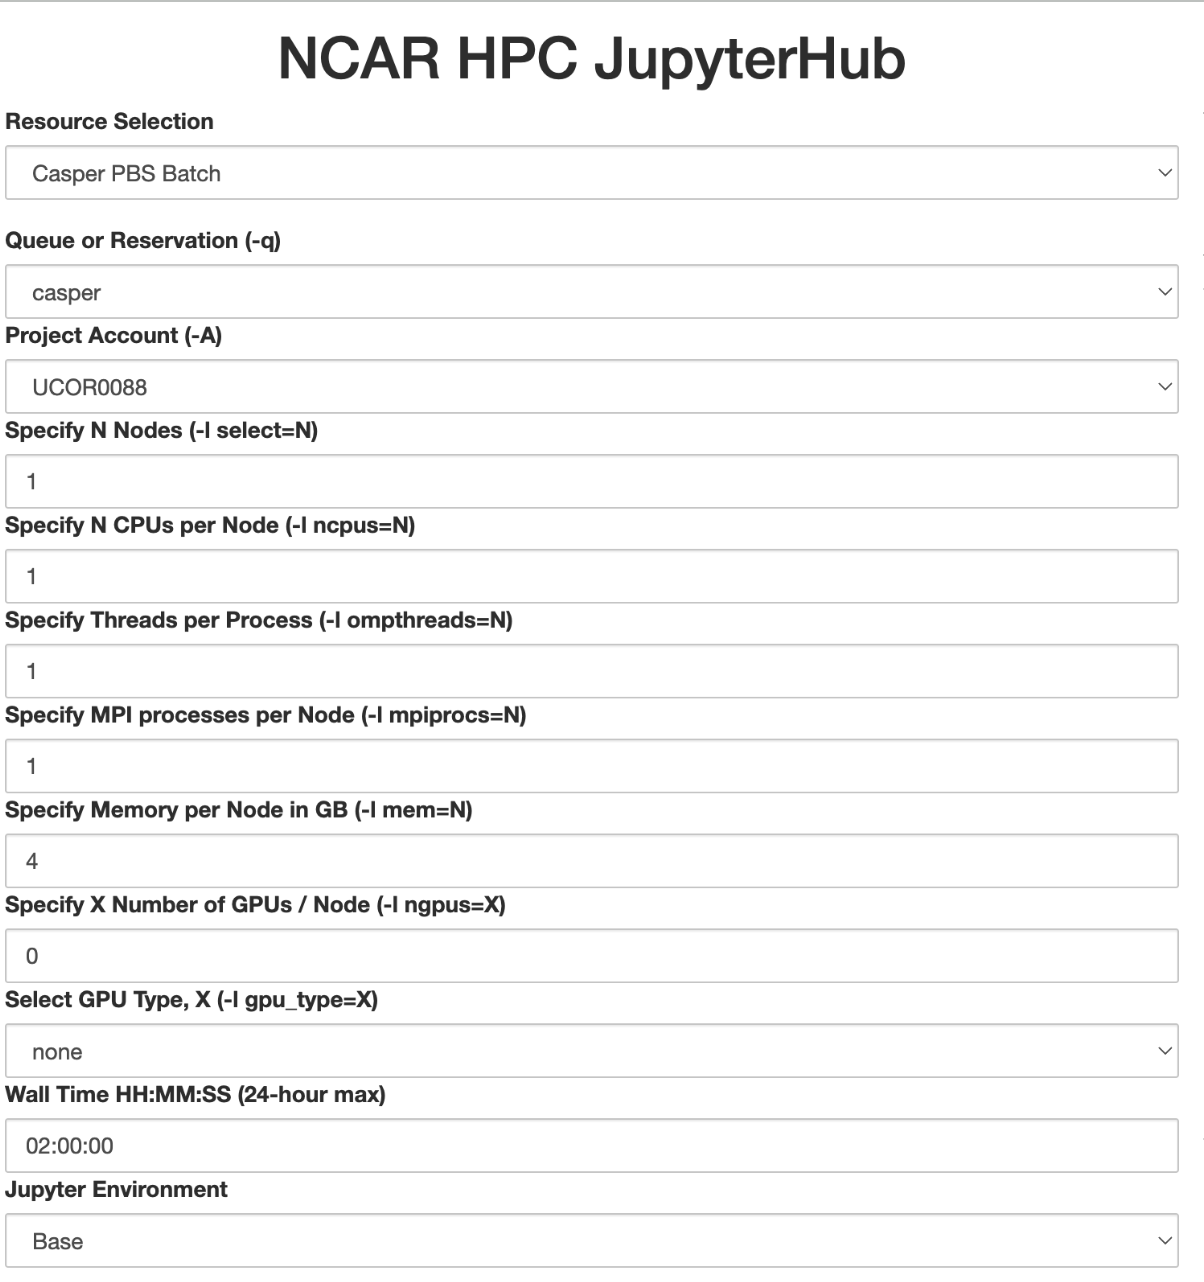 NCAR HPC JupyterHub
Resource Selection
Casper PBS Batch
Queue or Reservation (-q)
casper
Project Account (-A)
UCOR0088
Specify N Nodes (-l select=N)
1
Specify N CPUs per Node (-l ncpus=N)
1
Specify Threads per Process (-l ompthreads=N)
1
Specify MPI processes per Node (-l mpiprocs=N)
1
Specify Memory per Node in GB (-l mem=N)
4
Specify X Number of GPUs / Node (-l ngpus=X)
0
Select GPU Type, X (-l gpu_type=X)
none
Wall Time HH:MM:SS (24-hour max)
02:00:00
Jupyter Environment
Base